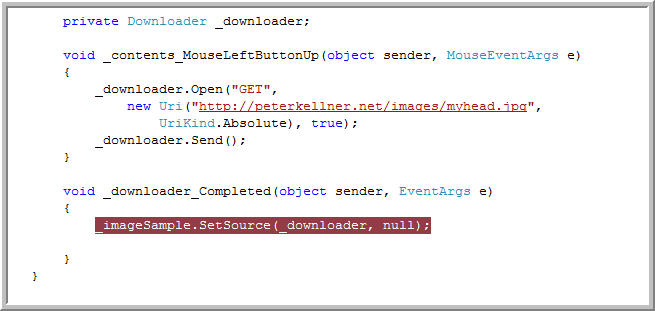 private Downloader _downloader;
void _contents_MouseLeftButtonUp(object sender, MouseEventArgs e)
{
_downloader.Open("GET",
new Uri("http://peterkellner.net/images/myhead.jpg",
UriKind.Absolute), true);
_downloader.Send();
}
void _downloader_Completed(object sender, EventArgs e)
{
_imageSample.SetSource(_downloader, null);
}
}